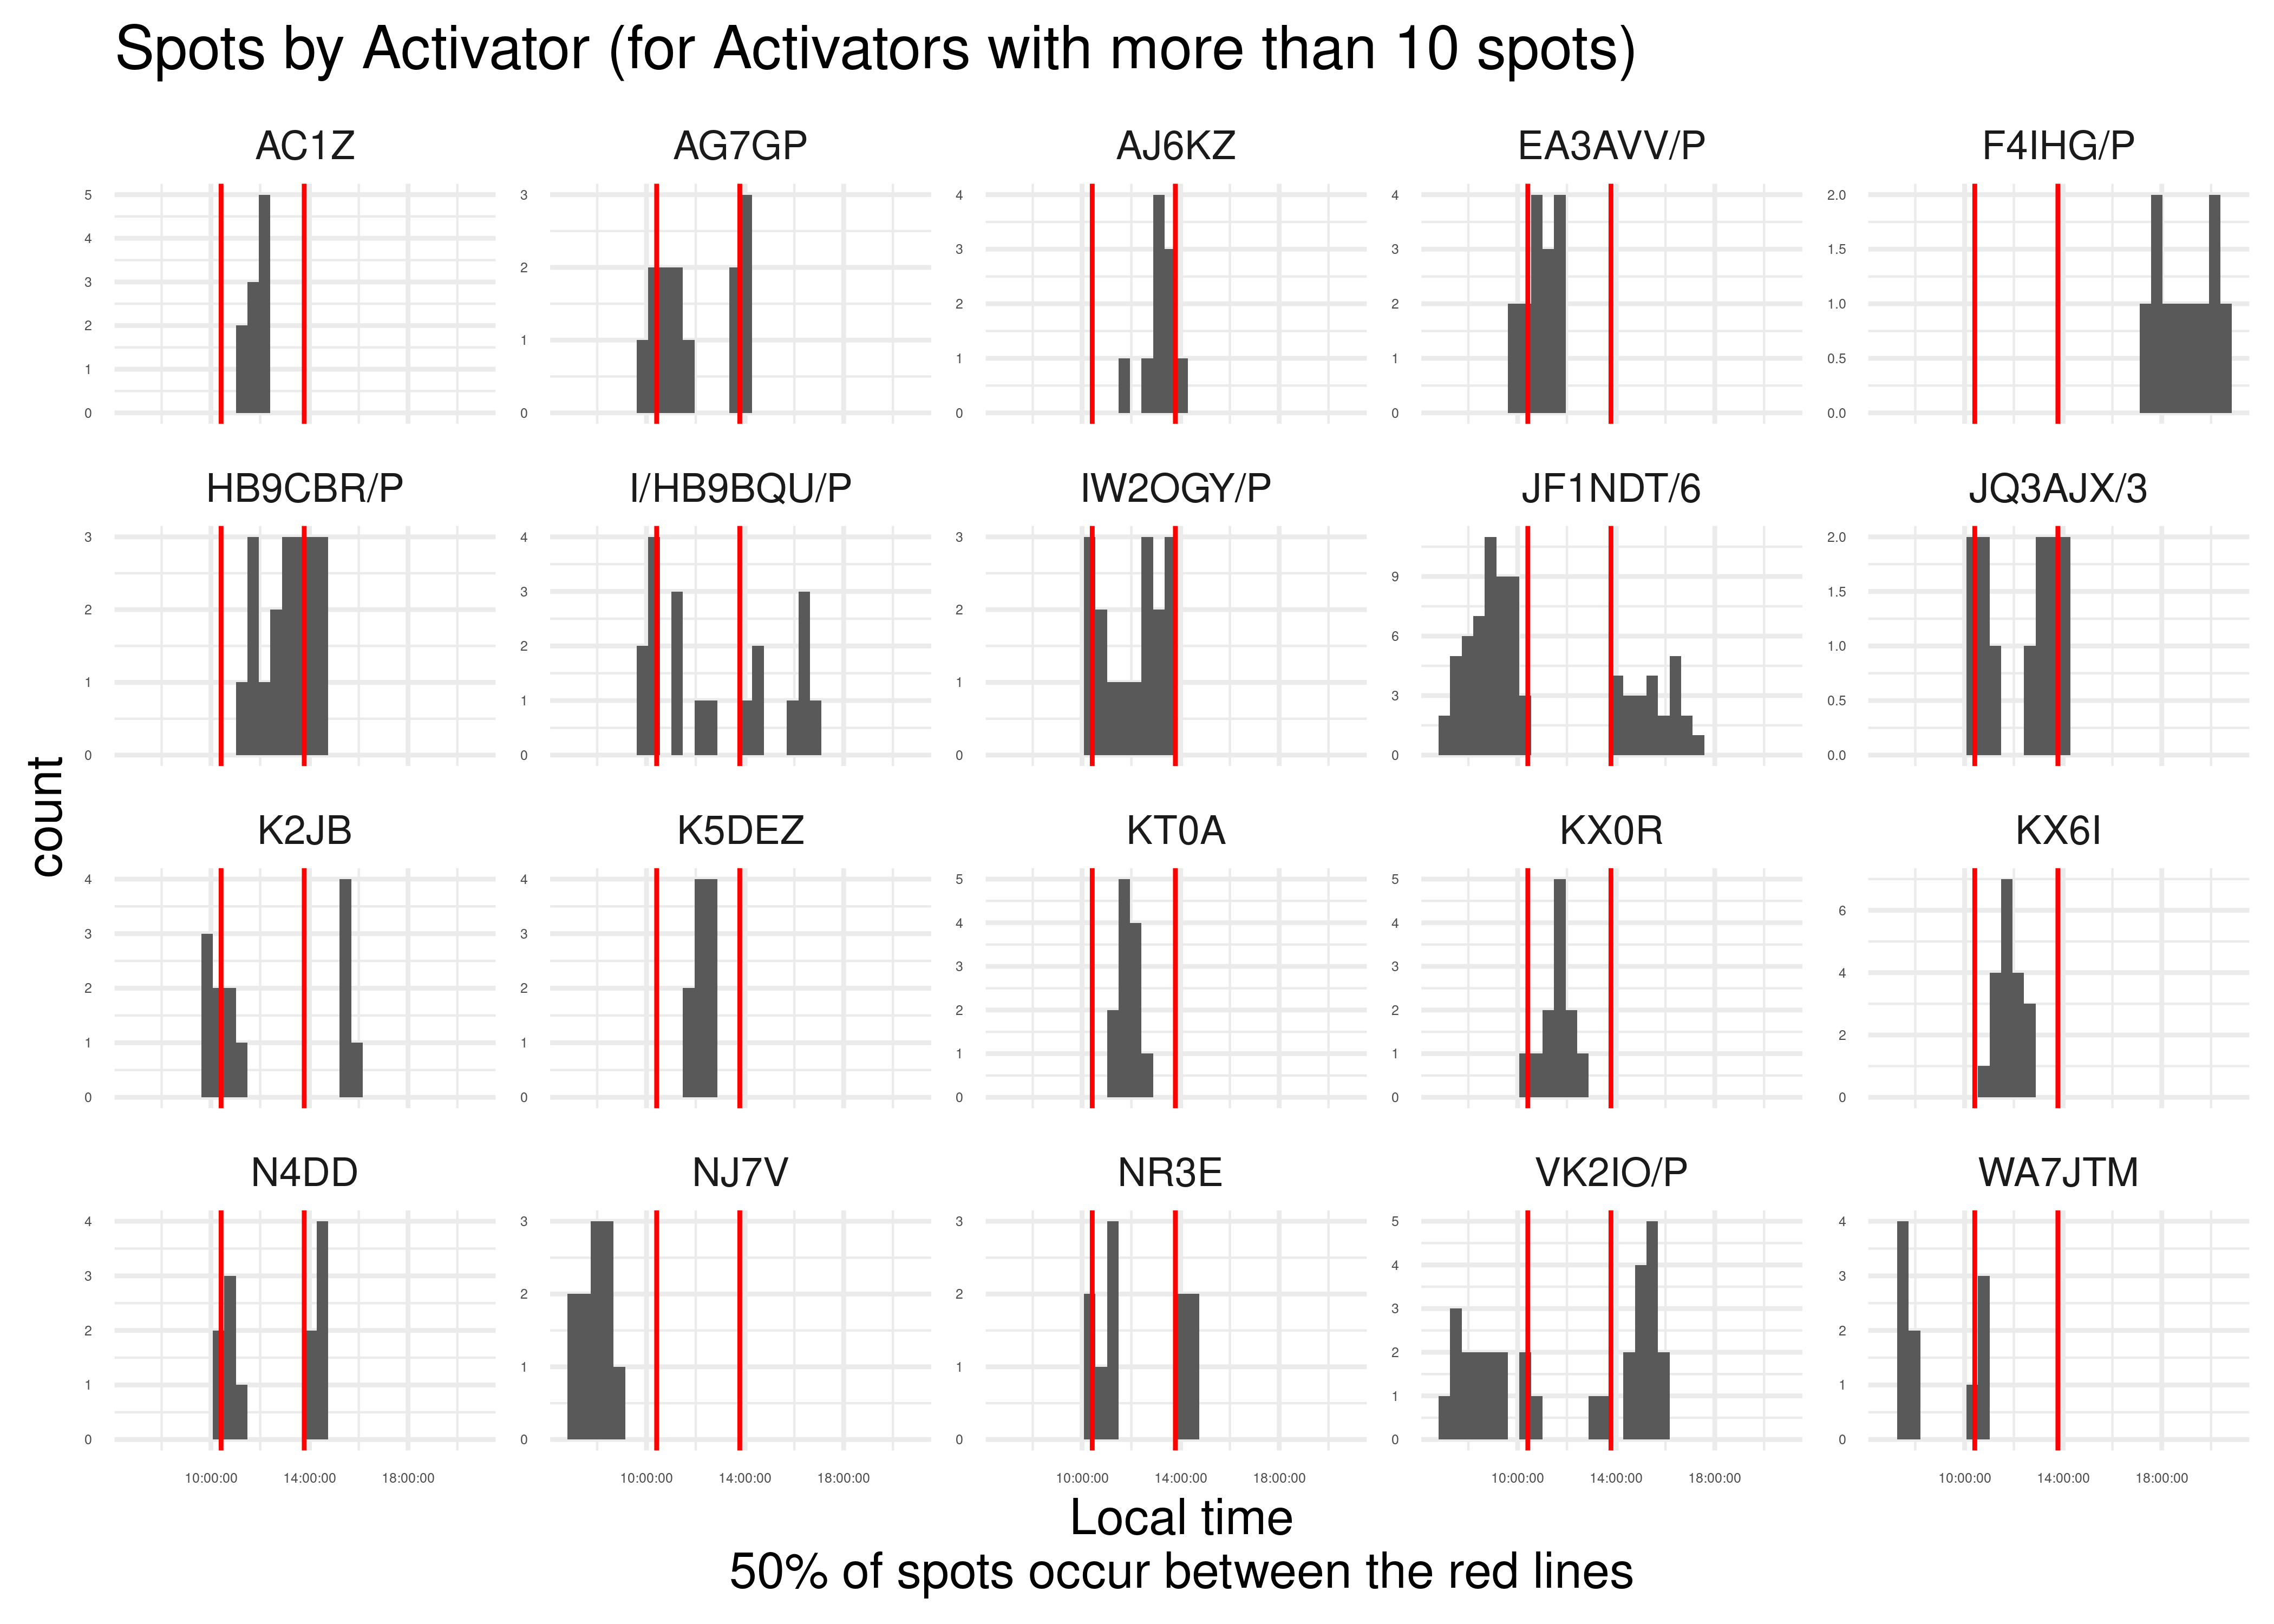 Spots by Activator (for Activators with more than 10 spots)
AC1Z AG7GP AJ6KZ EA3AVV/P F4IHG/P
5 3 4 4 2.0
4 3 3 1.5
3 2
2 2 2 1.0
2 1
1 1 1 0.5
0 0 0 0 0.0
HB9CBR/P I/HB9BQU/P IW2OGY/P JF1NDT/6 JQ3AJX/3
3 4 3 2.0
9
3 1.5
2 2 2 6 1.0
1 1 1 3 0.5
0 0 0 0 0.0
count
K2JB K5DEZ KT0A KX0R KX6I
4 4 5 5
6
3 3 4 4
3 3 4
2 2 2 2
2
1 1 1 1
0 0 0 0 0
N4DD NJ7V NR3E VK2IO/P WA7JTM
4 3 3 5 4
3 4 3
2 2 3
2 2 2
1 1 1 1 1
0 0 0 0 0
10:00:00 14:00:00 18:00:00 10:00:00 14:00:00 18:00:00 10:00:00 14:00:00 18:00:00 10:00:00 14:00:00 18:00:00 10:00:00 14:00:00 18:00:00
Local time
50% of spots occur between the red lines